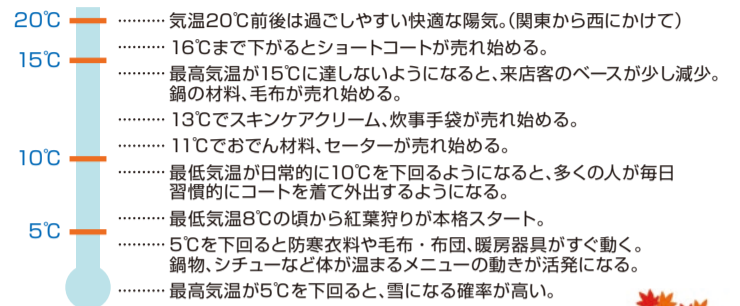 20℃ ………… 気温20℃前後は過ごしやすい快適な陽気。(関東から西にかけて)
………… 16℃まで下がるとショートコートが売れ始める。
15℃
………… 最高気温が15℃に達しないようになると、来店客のベースが少し減少。
鍋の材料、毛布が売れ始める。
………… 13℃でスキンケアクリーム、炊事手袋が売れ始める。
………… 11℃でおでん材料、セーターが売れ始める。
10℃
………… 最低気温が日常的に10℃を下回るようになると、多くの人が毎日
習慣的にコートを着て外出するようになる。
………… 最低気温8℃の頃から紅葉狩りが本格スタート。
5℃
………… 5℃を下回ると防寒衣料や毛布・布団、暖房器具がすぐ動く。
鍋物、シチューなど体が温まるメニューの動きが活発になる。
………… 最高気温が5℃を下回ると、雪になる確率が高い。